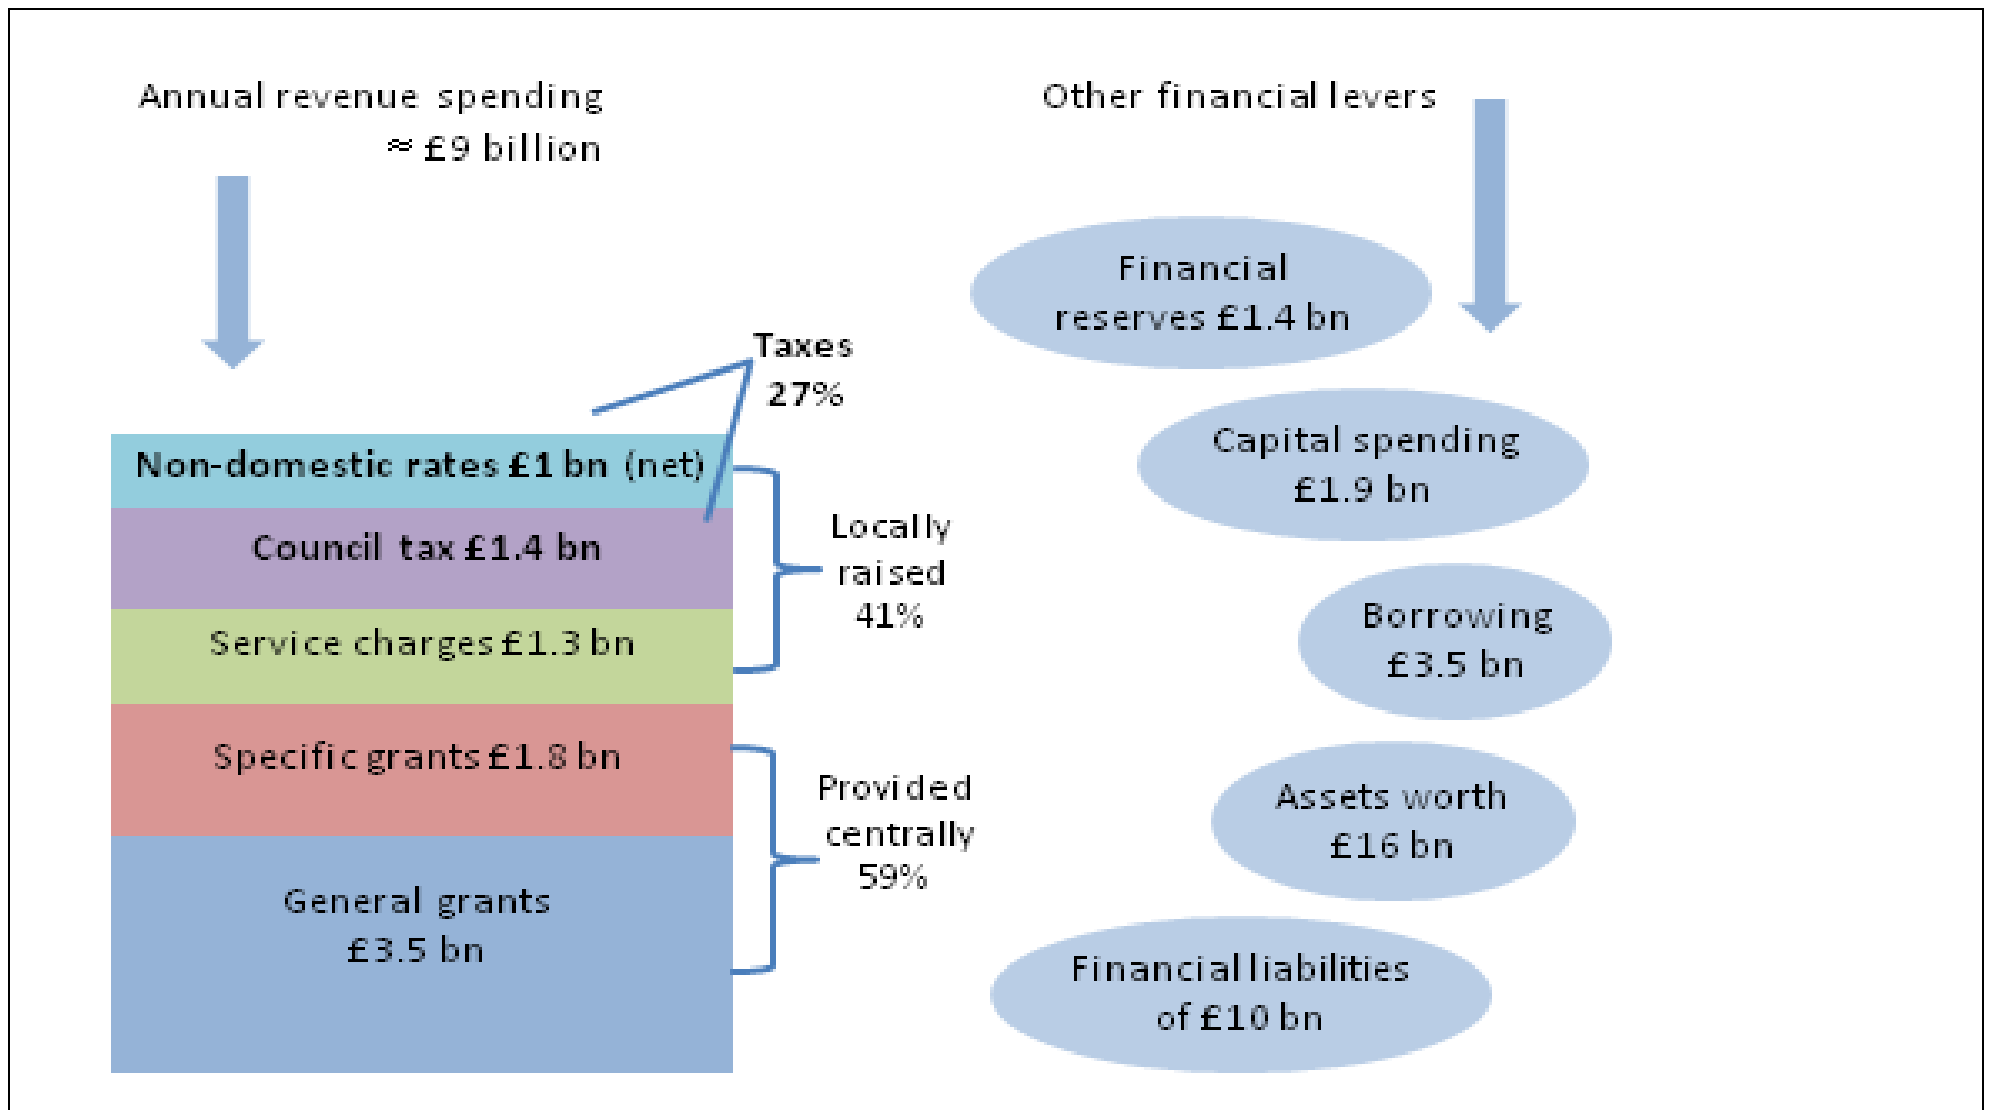 Annual revenue spending
≈ £9 billion
Taxes
27%
Non-domestic rates £1 bn (net)
Council tax £1.4 bn
Service charges £1.3 bn
Locally
raised
41%
Specific grants £1.8 bn
General grants
£3.5 bn
Provided
centrally
59%
Other financial levers
Financial
reserves £1.4 bn
Capital spending
£1.9 bn
Borrowing
£3.5 bn
Assets worth
£16 bn
Financial liabilities
of £10 bn